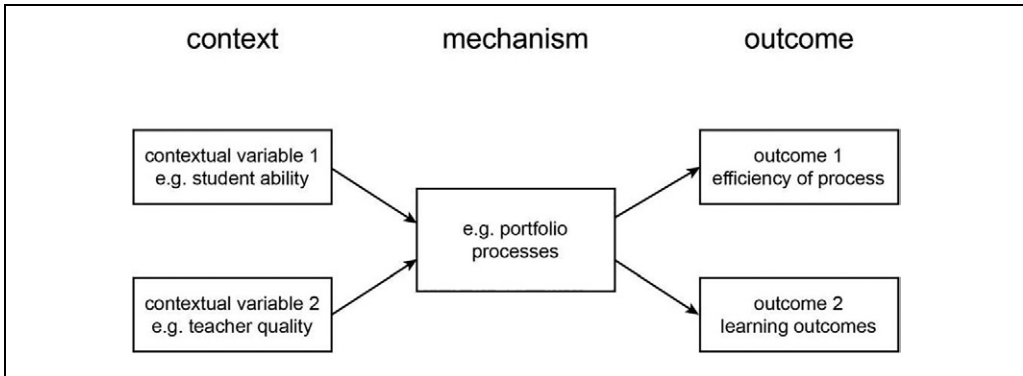 context
mechanism
outcome
contextual variable 1
e.g. student ability
outcome 1
efficiency of process
e.g. portfolio
processes
contextual variable 2
e.g. teacher quality
outcome 2
learning outcomes